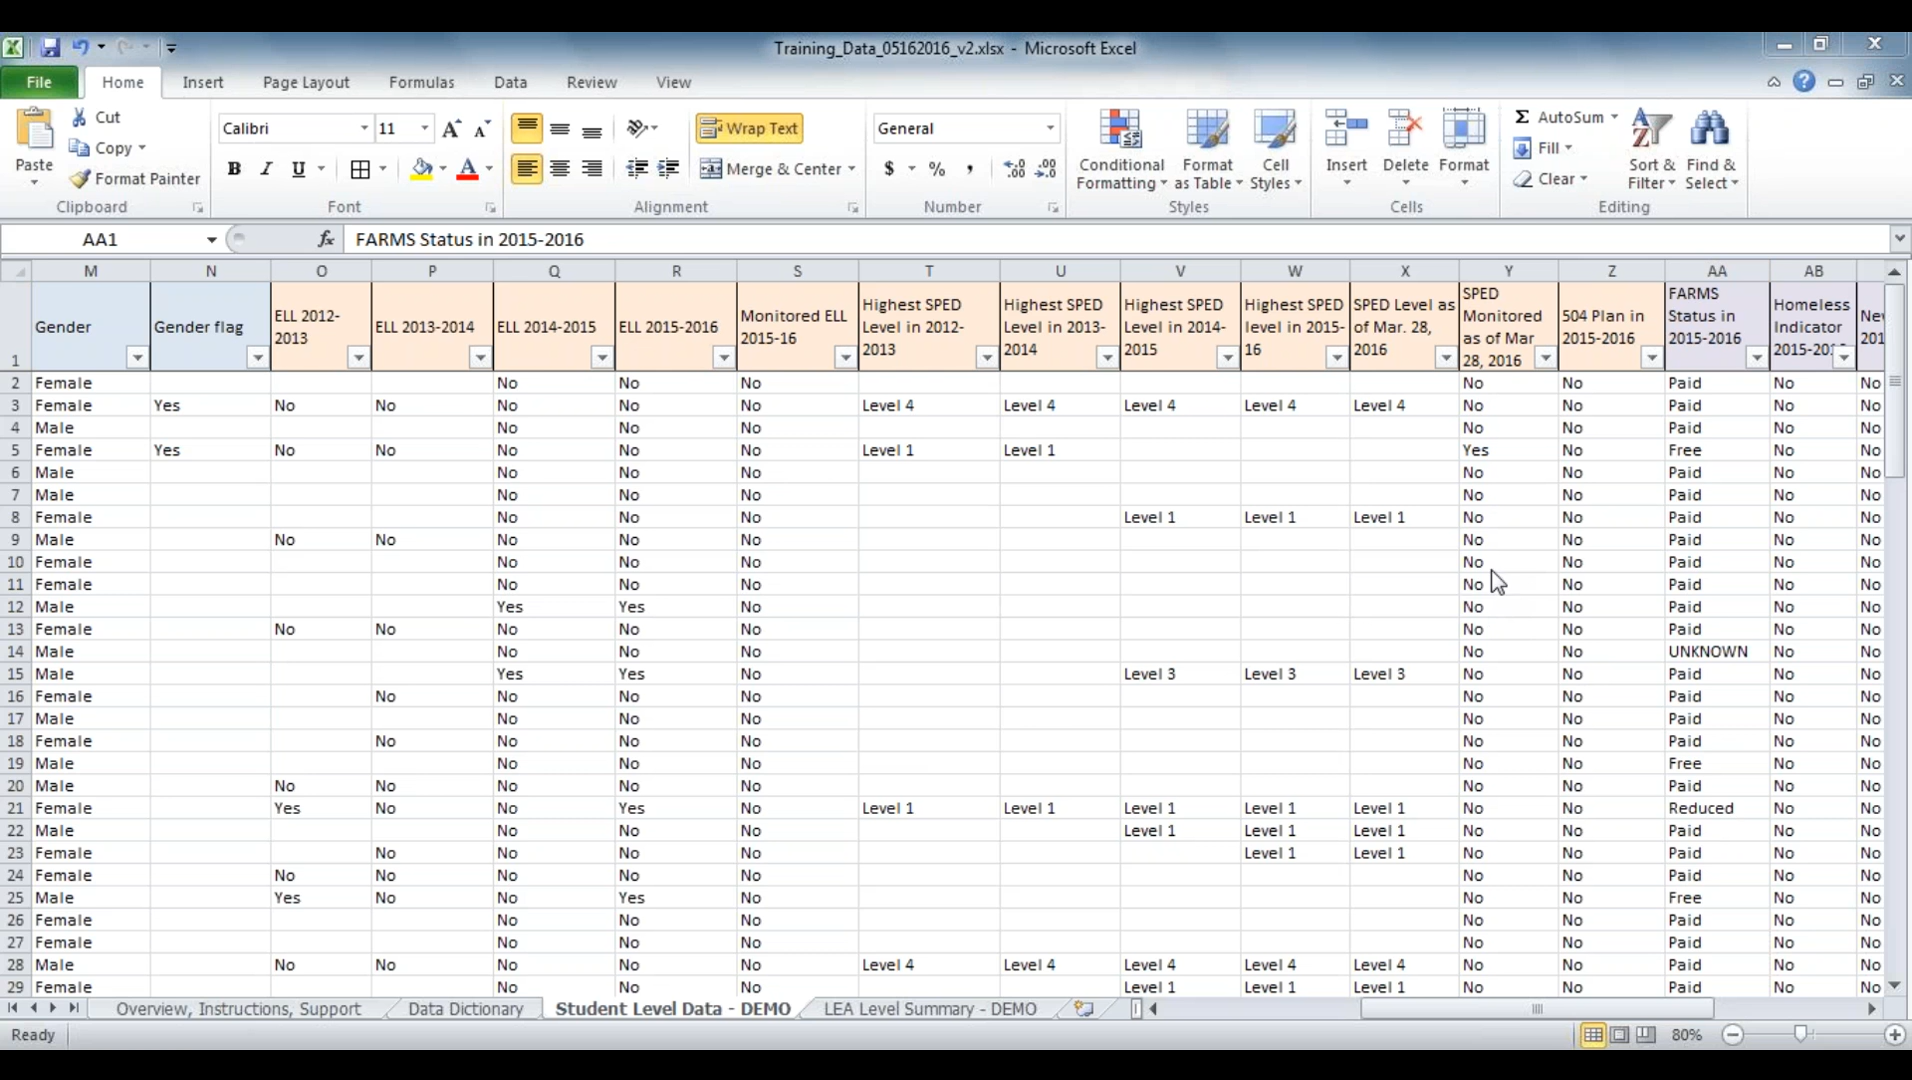 Training_Data_05162016_v2.xlsx - Microsoft Excel
File Home Insert Page Layout Formulas Data Review View
Paste
Cut
Copy
Format Painter
Clipboard
Calibri 11
B I U
Font
Wrap Text
Merge & Center
Alignment
General
$ % ,
Number
Conditional Formatting
Format as Table
Cell Styles
Styles
Insert Delete Format
Cells
Σ AutoSum
Fill
Clear
Sort & Filter
Find & Select
Editing
AA1 fx FARMS Status in 2015-2016
M N O P Q R S T U V W X Y Z AA AB
1 Gender Gender flag ELL 2012-2013 ELL 2013-2014 ELL 2014-2015 ELL 2015-2016 Monitored ELL 2015-16 Highest SPED Level in 2012-2013 Highest SPED Level in 2013-2014 Highest SPED Level in 2014-2015 Highest SPED level in 2015-16 SPED Level as of Mar. 28, 2016 SPED Monitored as of Mar 28, 2016 504 Plan in 2015-2016 FARMS Status in 2015-2016 Homeless Indicator 2015-201
2 Female No No No No No Paid No No
3 Female Yes No No No No No Level 4 Level 4 Level 4 Level 4 Level 4 No No Paid No No
4 Male No No No No No Paid No No
5 Female Yes No No No No No Level 1 Level 1 Yes No Free No No
6 Male No No No No No Paid No No
7 Male No No No No No Paid No No
8 Female No No No Level 1 Level 1 Level 1 No No Paid No No
9 Male No No No No No No No Paid No No
10 Female No No No No No Paid No No
11 Female No No No No No Paid No No
12 Male Yes Yes No No No Paid No No
13 Female No No No No No No No Paid No No
14 Male No No No No No UNKNOWN No No
15 Male Yes Yes No Level 3 Level 3 Level 3 No No Paid No No
16 Female No No No No No No Paid No No
17 Male No No No No No Paid No No
18 Female No No No No No No Paid No No
19 Male No No No No No Free No No
20 Male No No No No No No No Paid No No
21 Female Yes No No Yes No Level 1 Level 1 Level 1 Level 1 Level 1 No No Reduced No No
22 Male No No No Level 1 Level 1 Level 1 No No Paid No No
23 Female No No No No Level 1 Level 1 No No Paid No No
24 Female No No No No No No No Paid No No
25 Male Yes No No Yes No No No Free No No
26 Female No No No No No Paid No No
27 Female No No No No No Paid No No
28 Male No No No No No Level 4 Level 4 Level 4 Level 4 Level 4 No No Paid No No
29 Female No No No Level 1 Level 1 Level 1 No No Paid No No
Overview, Instructions, Support Data Dictionary Student Level Data - DEMO LEA Level Summary - DEMO
Ready 80%